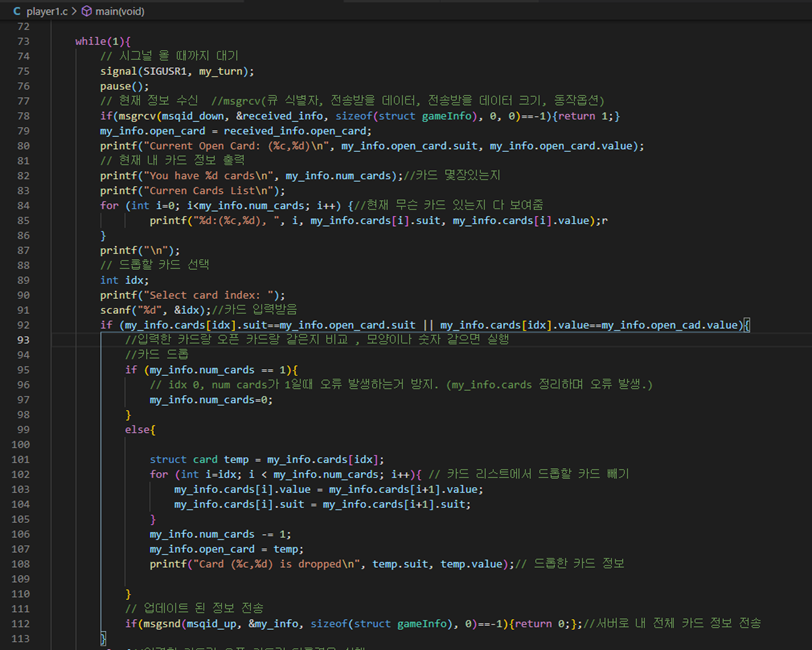 player1.c > main(void)
72
73 while(1){
74 // 시그널 올 때까지 대기
75 signal(SIGUSR1, my_turn);
76 pause();
77 // 현재 정보 수신 //msgrcv(큐 식별자, 전송받을 데이터, 전송받을 데이터 크기, 동작옵션)
78 if(msgrcv(msqid_down, &received_info, sizeof(struct gameInfo), 0, 0)==-1){return 1;}
79 my_info.open_card = received_info.open_card;
80 printf("Current Open Card: (%c,%d)\n", my_info.open_card.suit, my_info.open_card.value);
81 // 현재 내 카드 정보 출력
82 printf("You have %d cards\n", my_info.num_cards);//카드 몇장있는지
83 printf("Curren Cards List\n");
84 for (int i=0; i<my_info.num_cards; i++) {//현재 무슨 카드 있는지 다 보여줌
85 printf("%d:(%c,%d), ", i, my_info.cards[i].suit, my_info.cards[i].value);r
86 }
87 printf("\n");
88 // 드롭할 카드 선택
89 int idx;
90 printf("Select card index: ");
91 scanf("%d", &idx);//카드 입력받음
92 if (my_info.cards[idx].suit==my_info.open_card.suit || my_info.cards[idx].value==my_info.open_cad.value){
93 //입력한 카드랑 오픈 카드랑 같은지 비교 , 모양이나 숫자 같으면 실행
94 //카드 드롭
95 if (my_info.num_cards == 1){
96 // idx 0, num cards가 1일때 오류 발생하는거 방지. (my_info.cards 정리하며 오류 발생.)
97 my_info.num_cards=0;
98 }
99 else{
100
101 struct card temp = my_info.cards[idx];
102 for (int i=idx; i < my_info.num_cards; i++){ // 카드 리스트에서 드롭할 카드 빼기
103 my_info.cards[i].value = my_info.cards[i+1].value;
104 my_info.cards[i].suit = my_info.cards[i+1].suit;
105 }
106 my_info.num_cards -= 1;
107 my_info.open_card = temp;
108 printf("Card (%c,%d) is dropped\n", temp.suit, temp.value);// 드롭한 카드 정보
109
110 }
111 // 업데이트 된 정보 전송
112 if(msgsnd(msqid_up, &my_info, sizeof(struct gameInfo), 0)==-1){return 0;};//서버로 내 전체 카드 정보 전송
113 }